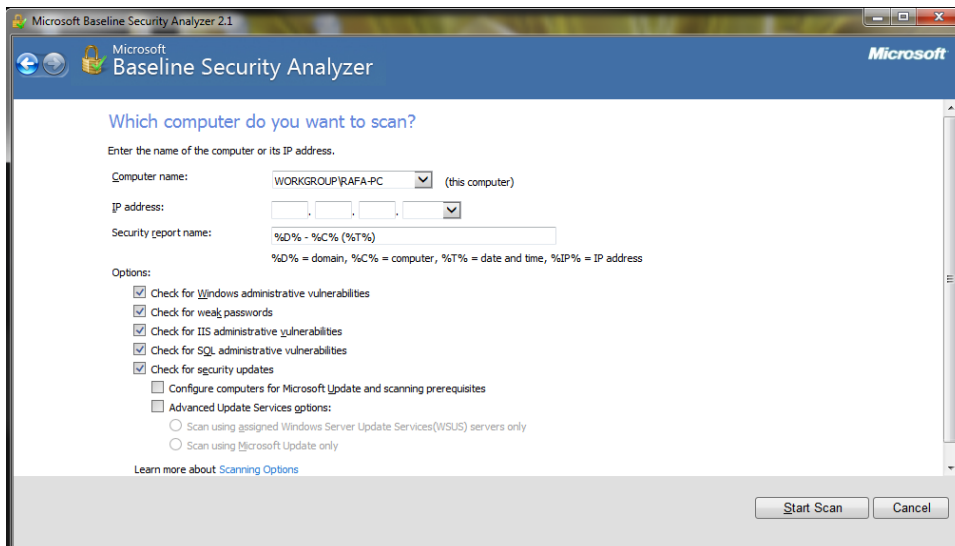 Microsoft Baseline Security Analyzer 2.1
Microsoft
Baseline Security Analyzer
Microsoft
Which computer do you want to scan?
Enter the name of the computer or its IP address.
Computer name: WORKGROUP\RAFA-PC (this computer)
IP address: . . .
Security report name: %D% - %C% (%T%)
%D% = domain, %C% = computer, %T% = date and time, %IP% = IP address
Options:
Check for Windows administrative vulnerabilities
Check for weak passwords
Check for IIS administrative vulnerabilities
Check for SQL administrative vulnerabilities
Check for security updates
Configure computers for Microsoft Update and scanning prerequisites
Advanced Update Services options:
Scan using assigned Windows Server Update Services(WSUS) servers only
Scan using Microsoft Update only
Learn more about Scanning Options
Start Scan Cancel